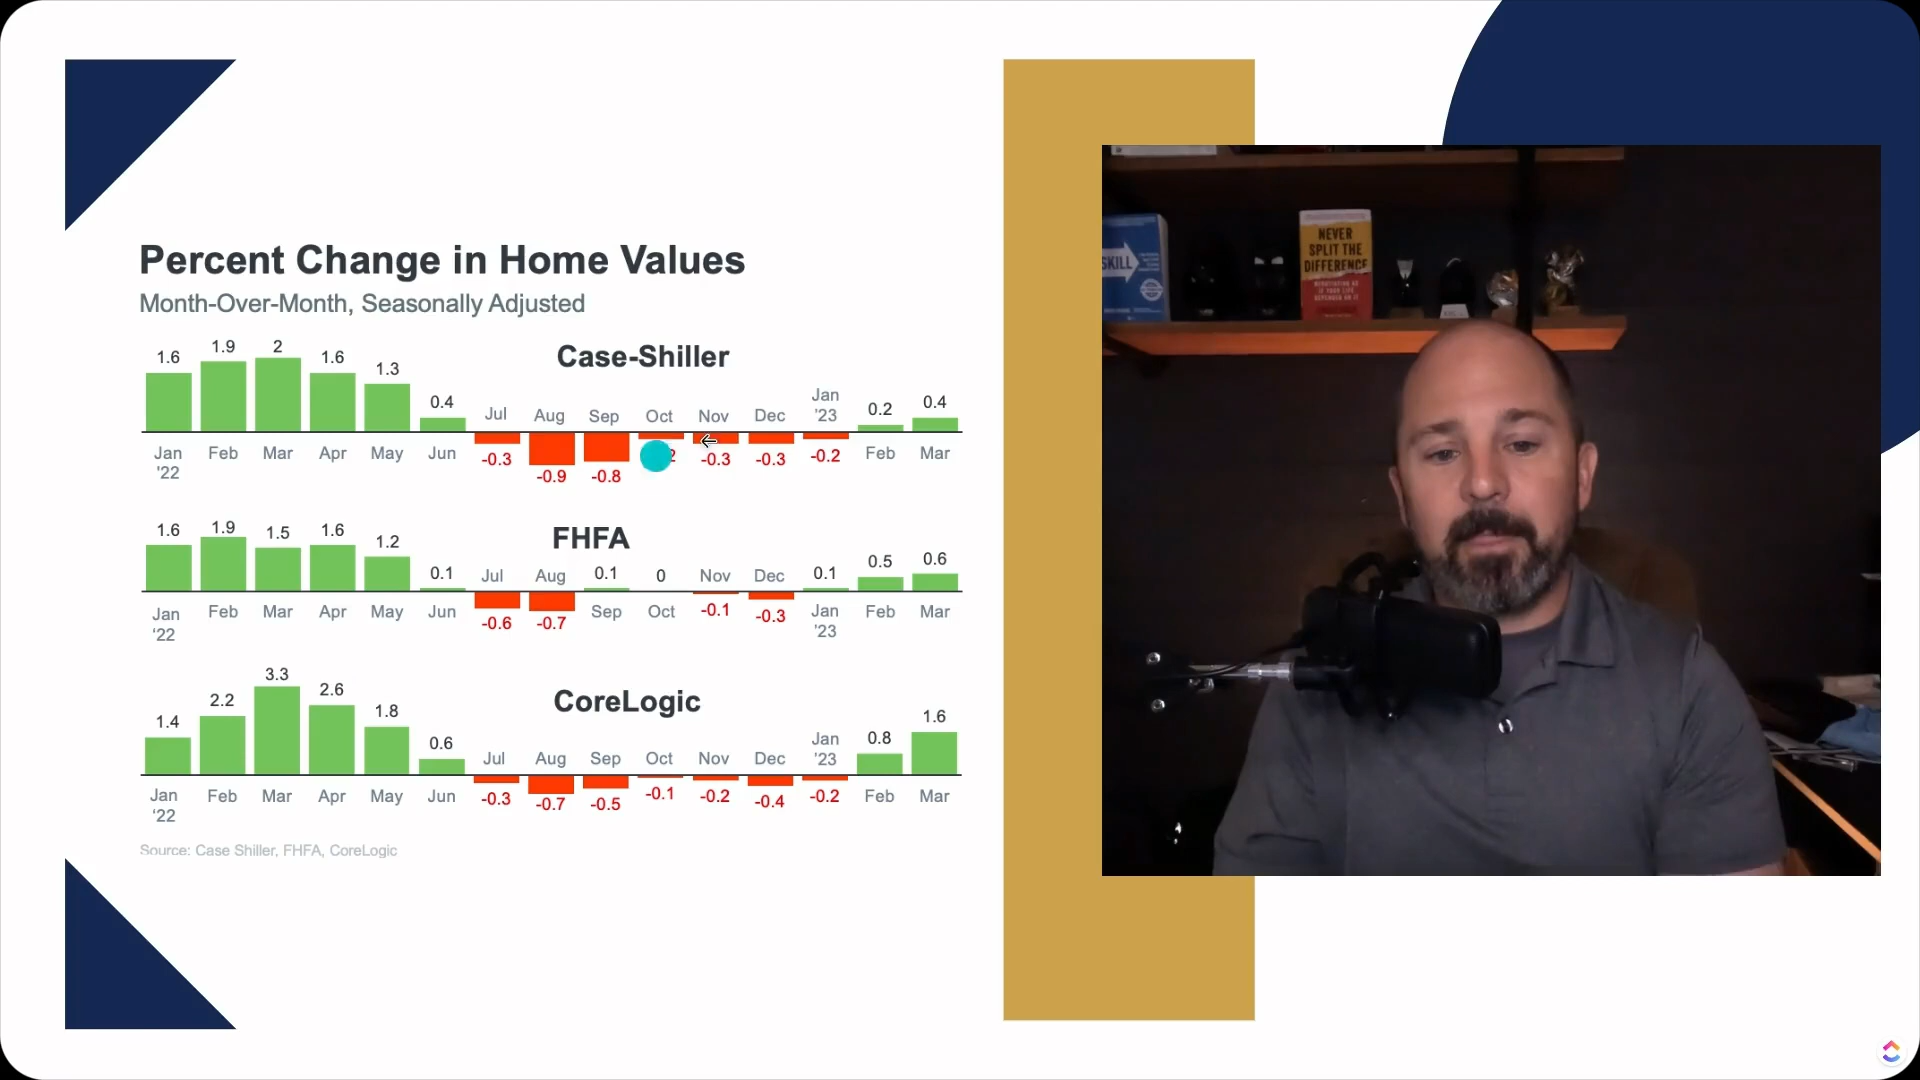 Percent Change in Home Values
Month-Over-Month, Seasonally Adjusted
Case-Shiller
1.6 1.9 2 1.6 1.3 0.4 Jul Aug Sep Oct Nov Dec Jan '23 0.2 0.4
Jan '22 Feb Mar Apr May Jun -0.3 -0.9 -0.8 -0.3 -0.3 -0.2 Feb Mar
FHFA
1.6 1.9 1.5 1.6 1.2 0.1 Jul Aug 0.1 0 Nov Dec 0.1 0.5 0.6
Jan '22 Feb Mar Apr May Jun -0.6 -0.7 Sep Oct -0.1 -0.3 Jan '23 Feb Mar
CoreLogic
1.4 2.2 3.3 2.6 1.8 0.6 Jul Aug Sep Oct Nov Dec Jan '23 0.8 1.6
Jan '22 Feb Mar Apr May Jun -0.3 -0.7 -0.5 -0.1 -0.2 -0.4 -0.2 Feb Mar
Source: Case Shiller, FHFA, CoreLogic
SKILL
NEVER
SPLIT THE
DIFFERENCE
NEGOTIATING AS
IF YOUR LIFE
DEPENDED ON IT